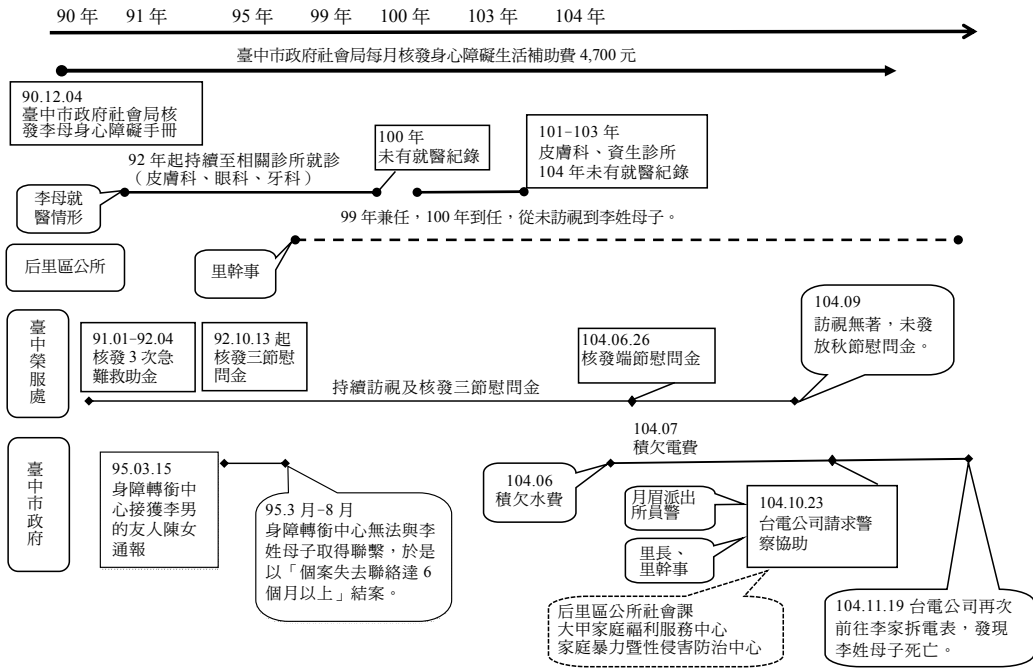 90 年 91 年 95 年 99 年 100 年 103 年 104 年
臺中市政府社會局每月核發身心障礙生活補助費 4,700 元
90.12.04
臺中市政府社會局核
發李母身心障礙手冊
92 年起持續至相關診所就診
（皮膚科、眼科、牙科）
100 年
未有就醫紀錄
101–103 年
皮膚科、資生診所
104 年未有就醫紀錄
李母就
醫情形
99 年兼任，100 年到任，從未訪視到李姓母子。
后里區公所
里幹事
臺中榮服處
91.01–92.04
核發 3 次急
難救助金
92.10.13 起
核發三節慰
問金
持續訪視及核發三節慰問金
104.06.26
核發端節慰問金
104.09
訪視無著，未發
放秋節慰問金。
臺中市政府
95.03.15
身障轉銜中
心接獲李男
的友人陳女
通報
95.3 月–8 月
身障轉銜中心無法與李
姓母子取得聯繫，於是
以「個案失去聯絡達 6
個月以上」結案。
104.06
積欠水費
104.07
積欠電費
月眉派出
所員警
里長、
里幹事
104.10.23
台電公司請求警
察協助
后里區公所社會課
大甲家庭福利服務中心
家庭暴力暨性侵害防治中心
104.11.19 台電公司再次
前往李家拆電表，發現
李姓母子死亡。